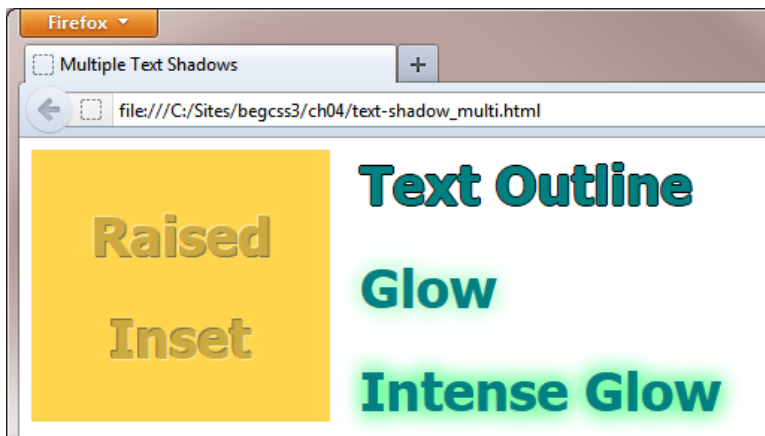 Firefox
Multiple Text Shadows
file:///C:/Sites/begcss3/ch04/text-shadow_multi.html
Raised
Inset
Text Outline
Glow
Intense Glow